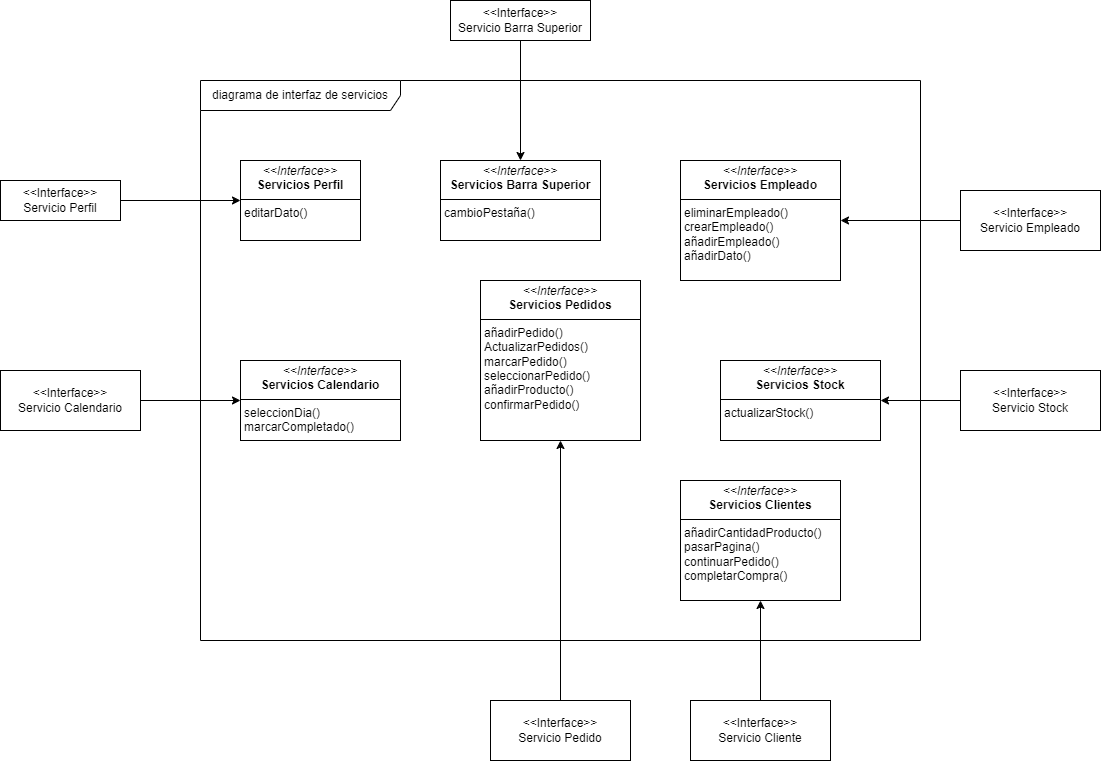 <<Interface>>
Servicio Barra Superior
diagrama de interfaz de servicios
<<Interface>>
Servicio Perfil
<<Interface>>
Servicios Perfil
editarDato()
<<Interface>>
Servicios Barra Superior
cambioPestaña()
<<Interface>>
Servicios Empleado
eliminarEmpleado()
crearEmpleado()
añadirEmpleado()
añadirDato()
<<Interface>>
Servicio Empleado
<<Interface>>
Servicios Pedidos
añadirPedido()
ActualizarPedidos()
marcarPedido()
seleccionarPedido()
añadirProducto()
confirmarPedido()
<<Interface>>
Servicio Calendario
<<Interface>>
Servicios Calendario
seleccionDia()
marcarCompletado()
<<Interface>>
Servicios Stock
actualizarStock()
<<Interface>>
Servicio Stock
<<Interface>>
Servicios Clientes
añadirCantidadProducto()
pasarPagina()
continuarPedido()
completarCompra()
<<Interface>>
Servicio Pedido
<<Interface>>
Servicio Cliente